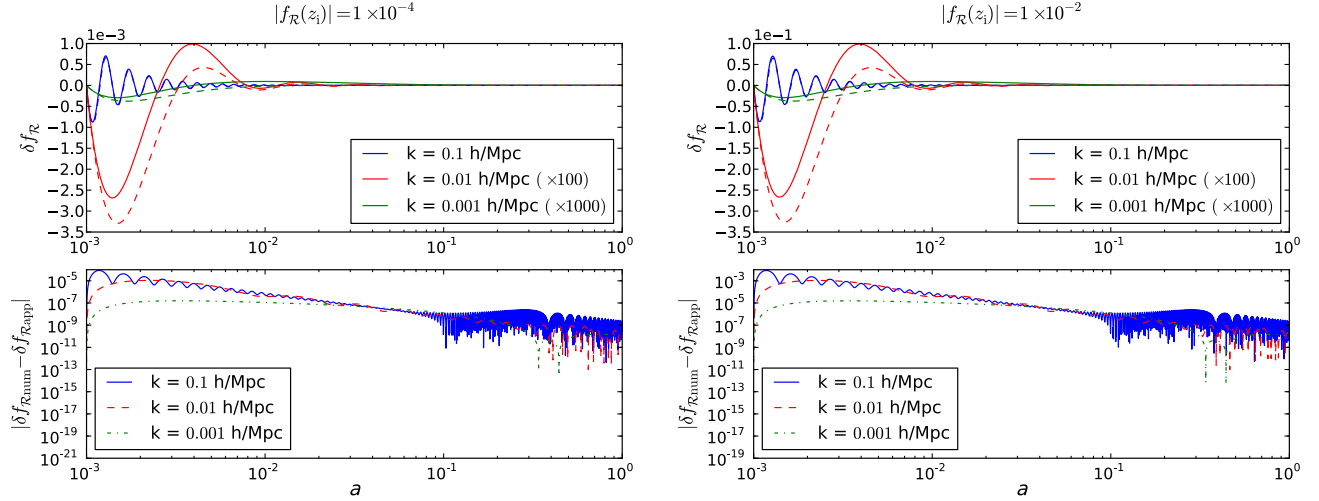 |f_R(z_i)| = 1×10^−4
1.0 1e−3
0.5
0.0
−0.5
−1.0
−1.5
−2.0
−2.5
−3.0
−3.5
δf_R
k = 0.1 h/Mpc
k = 0.01 h/Mpc (×100)
k = 0.001 h/Mpc (×1000)
10^−3 10^−2 10^−1 10^0
10^−5
10^−7
10^−9
10^−11
10^−13
10^−15
10^−17
10^−19
10^−21
|δf_Rnum − δf_Rapp|
k = 0.1 h/Mpc
k = 0.01 h/Mpc
k = 0.001 h/Mpc
10^−3 10^−2 10^−1 10^0
a
|f_R(z_i)| = 1×10^−2
1.0 1e−1
0.5
0.0
−0.5
−1.0
−1.5
−2.0
−2.5
−3.0
−3.5
δf_R
k = 0.1 h/Mpc
k = 0.01 h/Mpc (×100)
k = 0.001 h/Mpc (×1000)
10^−3 10^−2 10^−1 10^0
10^−3
10^−5
10^−7
10^−9
10^−11
10^−13
10^−15
10^−17
10^−19
|δf_Rnum − δf_Rapp|
k = 0.1 h/Mpc
k = 0.01 h/Mpc
k = 0.001 h/Mpc
10^−3 10^−2 10^−1 10^0
a